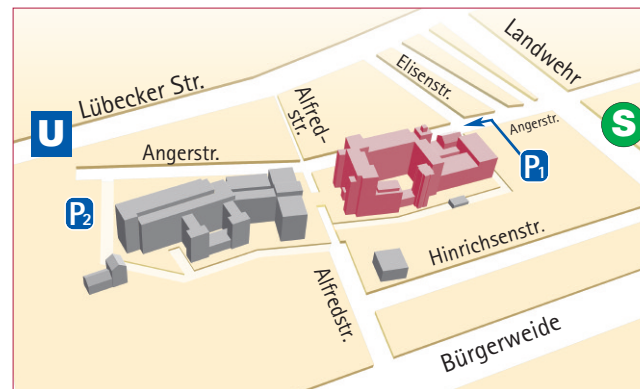 Landwehr
Elisenstr.
Lübecker Str.
Alfred-
str.
Angerstr.
S
U
Angerstr.
P1
P2
Hinrichsenstr.
Alfredstr.
Bürgerweide